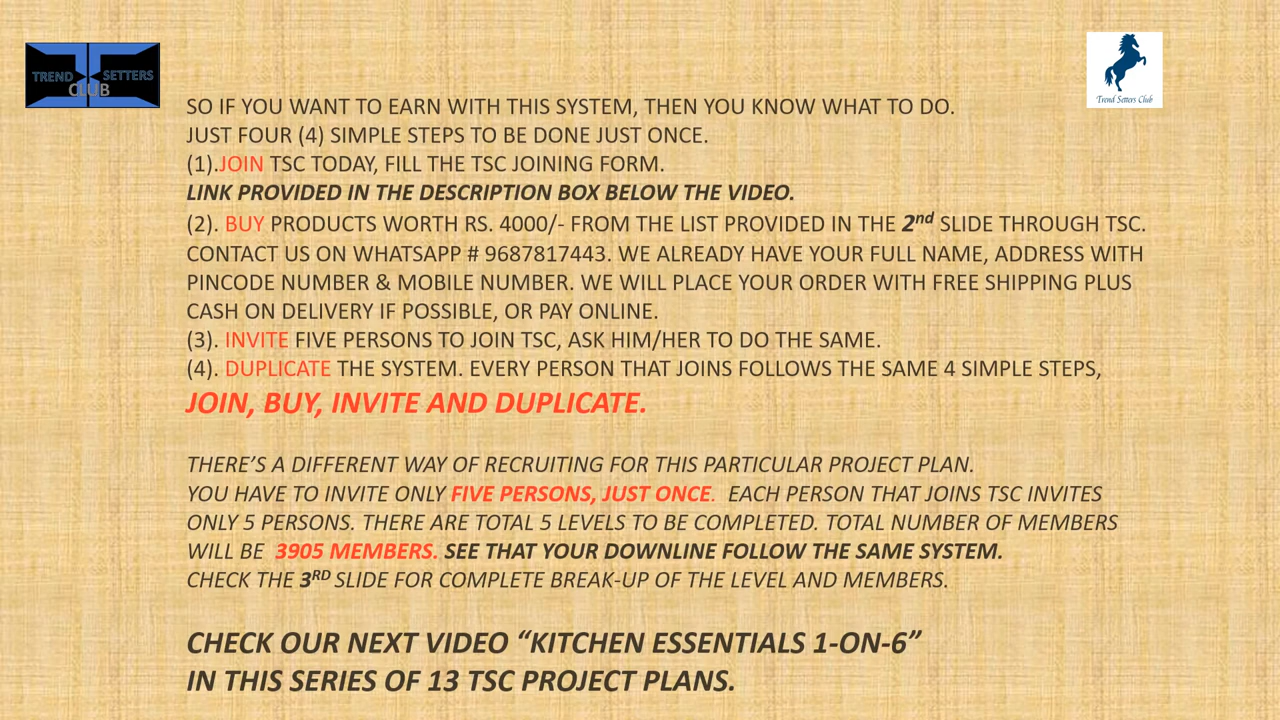 TREND SETTERS
CLUB
Trend Setters Club
SO IF YOU WANT TO EARN WITH THIS SYSTEM, THEN YOU KNOW WHAT TO DO.
JUST FOUR (4) SIMPLE STEPS TO BE DONE JUST ONCE.
(1).JOIN TSC TODAY, FILL THE TSC JOINING FORM.
LINK PROVIDED IN THE DESCRIPTION BOX BELOW THE VIDEO.
(2). BUY PRODUCTS WORTH RS. 4000/- FROM THE LIST PROVIDED IN THE 2nd SLIDE THROUGH TSC.
CONTACT US ON WHATSAPP # 9687817443. WE ALREADY HAVE YOUR FULL NAME, ADDRESS WITH
PINCODE NUMBER & MOBILE NUMBER. WE WILL PLACE YOUR ORDER WITH FREE SHIPPING PLUS
CASH ON DELIVERY IF POSSIBLE, OR PAY ONLINE.
(3). INVITE FIVE PERSONS TO JOIN TSC, ASK HIM/HER TO DO THE SAME.
(4). DUPLICATE THE SYSTEM. EVERY PERSON THAT JOINS FOLLOWS THE SAME 4 SIMPLE STEPS,
JOIN, BUY, INVITE AND DUPLICATE.
THERE'S A DIFFERENT WAY OF RECRUITING FOR THIS PARTICULAR PROJECT PLAN.
YOU HAVE TO INVITE ONLY FIVE PERSONS, JUST ONCE. EACH PERSON THAT JOINS TSC INVITES
ONLY 5 PERSONS. THERE ARE TOTAL 5 LEVELS TO BE COMPLETED. TOTAL NUMBER OF MEMBERS
WILL BE 3905 MEMBERS. SEE THAT YOUR DOWNLINE FOLLOW THE SAME SYSTEM.
CHECK THE 3RD SLIDE FOR COMPLETE BREAK-UP OF THE LEVEL AND MEMBERS.
CHECK OUR NEXT VIDEO “KITCHEN ESSENTIALS 1-ON-6”
IN THIS SERIES OF 13 TSC PROJECT PLANS.